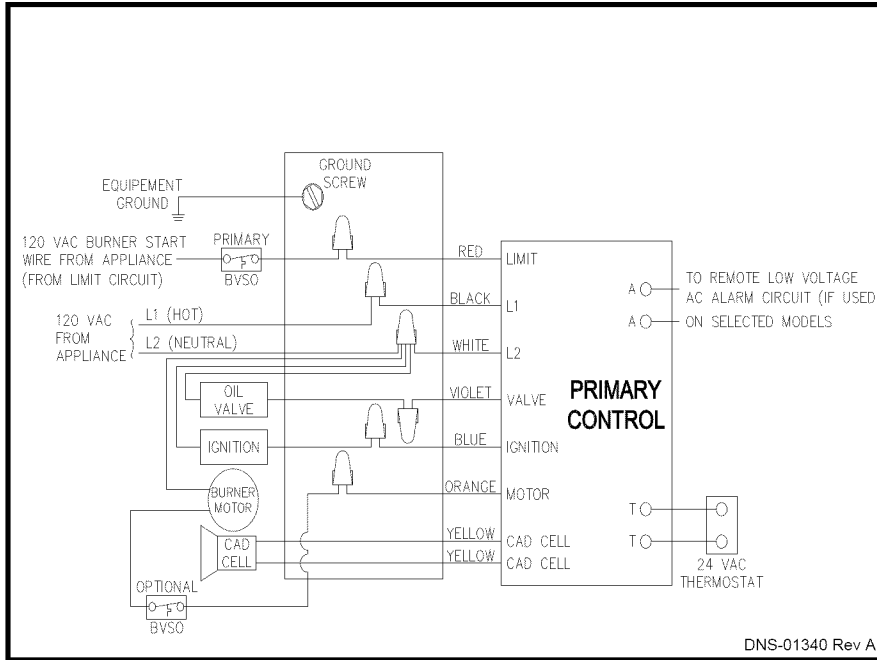 GROUND
SCREW
EQUIPEMENT
GROUND
120 VAC BURNER START
WIRE FROM APPLIANCE
(FROM LIMIT CIRCUIT)
PRIMARY
BVSO
RED
LIMIT
BLACK
L1
120 VAC
FROM
APPLIANCE
L1 (HOT)
L2 (NEUTRAL)
WHITE
L2
A
A
TO REMOTE LOW VOLTAGE
AC ALARM CIRCUIT (IF USED
ON SELECTED MODELS
OIL
VALVE
VIOLET
VALVE
PRIMARY
CONTROL
IGNITION
BLUE
IGNITION
BURNER
MOTOR
ORANGE
MOTOR
CAD
CELL
YELLOW
CAD CELL
YELLOW
CAD CELL
T
T
24 VAC
THERMOSTAT
OPTIONAL
BVSO
DNS-01340 Rev A